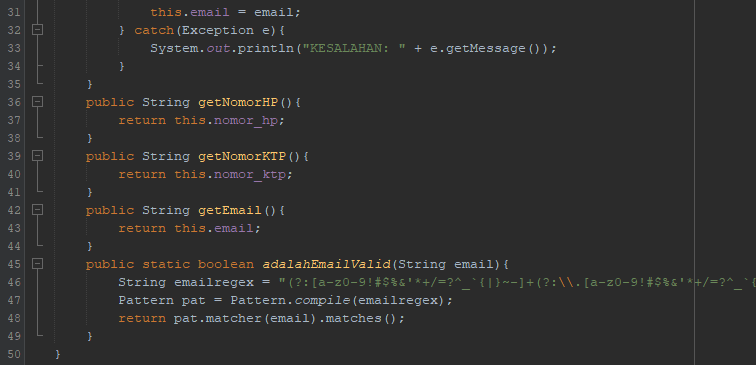 31 this.email = email;
32 } catch(Exception e){
33 System.out.println("KESALAHAN: " + e.getMessage());
34 }
35 }
36 public String getNomorHP(){
37 return this.nomor_hp;
38 }
39 public String getNomorKTP(){
40 return this.nomor_ktp;
41 }
42 public String getEmail(){
43 return this.email;
44 }
45 public static boolean adalahEmailValid(String email){
46 String emailregex = "(?:[a-z0-9!#$%&'*+/=?^_`{|}~-]+(?:\\.[a-z0-9!#$%&'*+/=?^_`{
47 Pattern pat = Pattern.compile(emailregex);
48 return pat.matcher(email).matches();
49 }
50 }